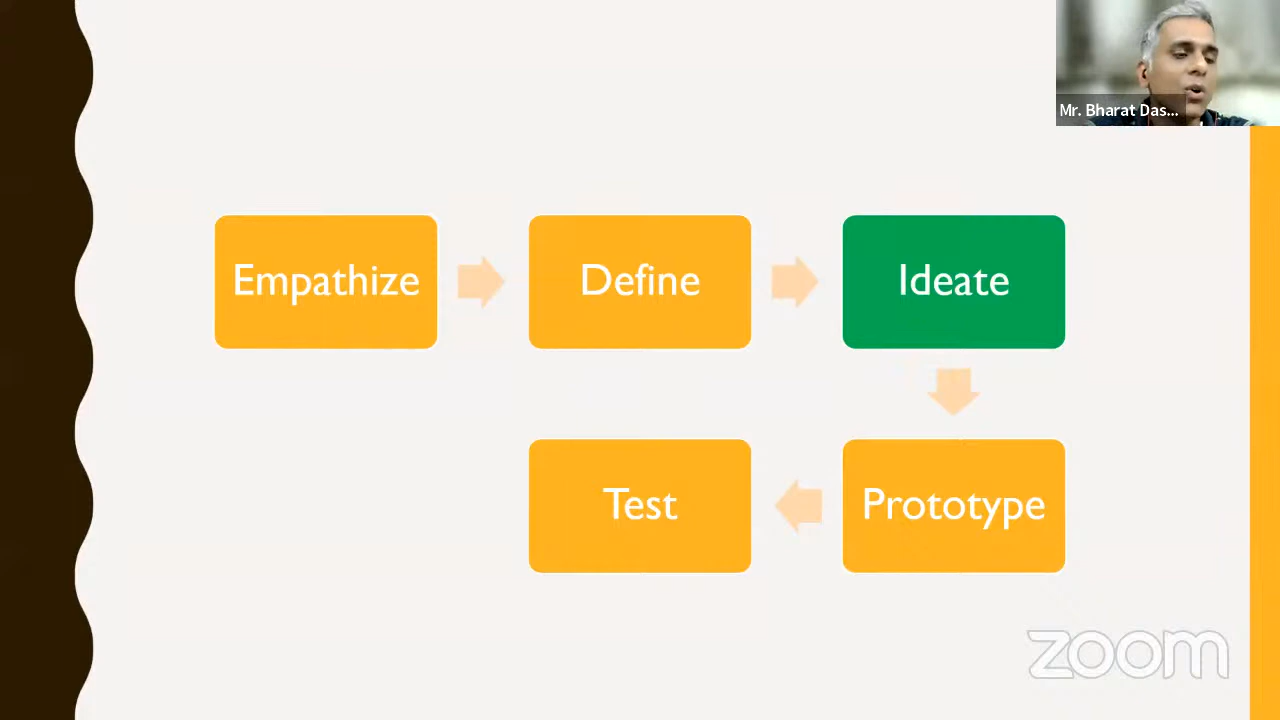 Mr. Bharat Das...
Empathize
Define
Ideate
Test
Prototype
zoom